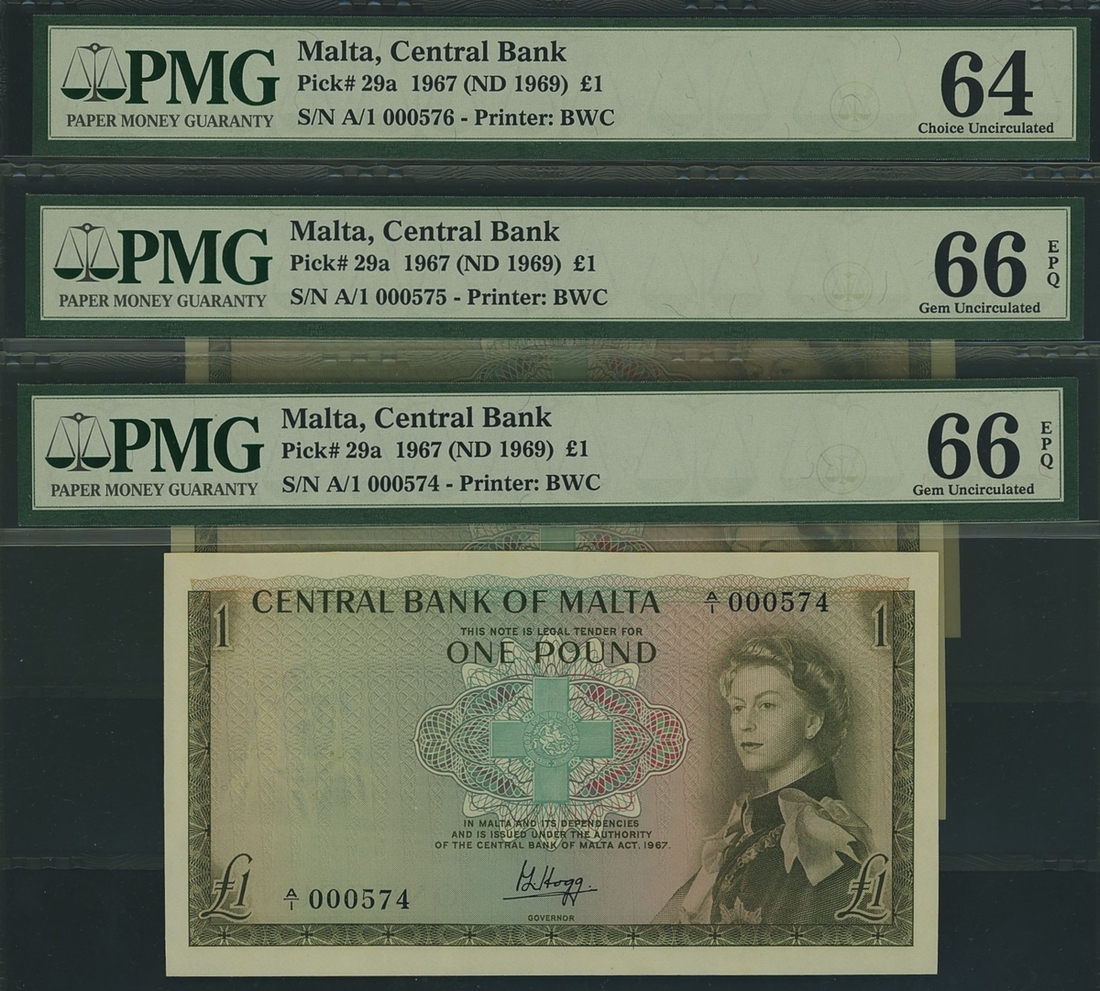 PMG
PAPER MONEY GUARANTY
Malta, Central Bank
Pick# 29a 1967 (ND 1969) £1
S/N A/1 000576 - Printer: BWC
64
Choice Uncirculated
PMG
PAPER MONEY GUARANTY
Malta, Central Bank
Pick# 29a 1967 (ND 1969) £1
S/N A/1 000575 - Printer: BWC
66
EPQ
Gem Uncirculated
PMG
PAPER MONEY GUARANTY
Malta, Central Bank
Pick# 29a 1967 (ND 1969) £1
S/N A/1 000574 - Printer: BWC
66
EPQ
Gem Uncirculated
1 CENTRAL BANK OF MALTA A/1 000574 1
THIS NOTE IS LEGAL TENDER FOR
ONE POUND
IN MALTA AND ITS DEPENDENCIES
AND IS ISSUED UNDER THE AUTHORITY
OF THE CENTRAL BANK OF MALTA ACT, 1967.
£1 A/1 000574 £1
GOVERNOR